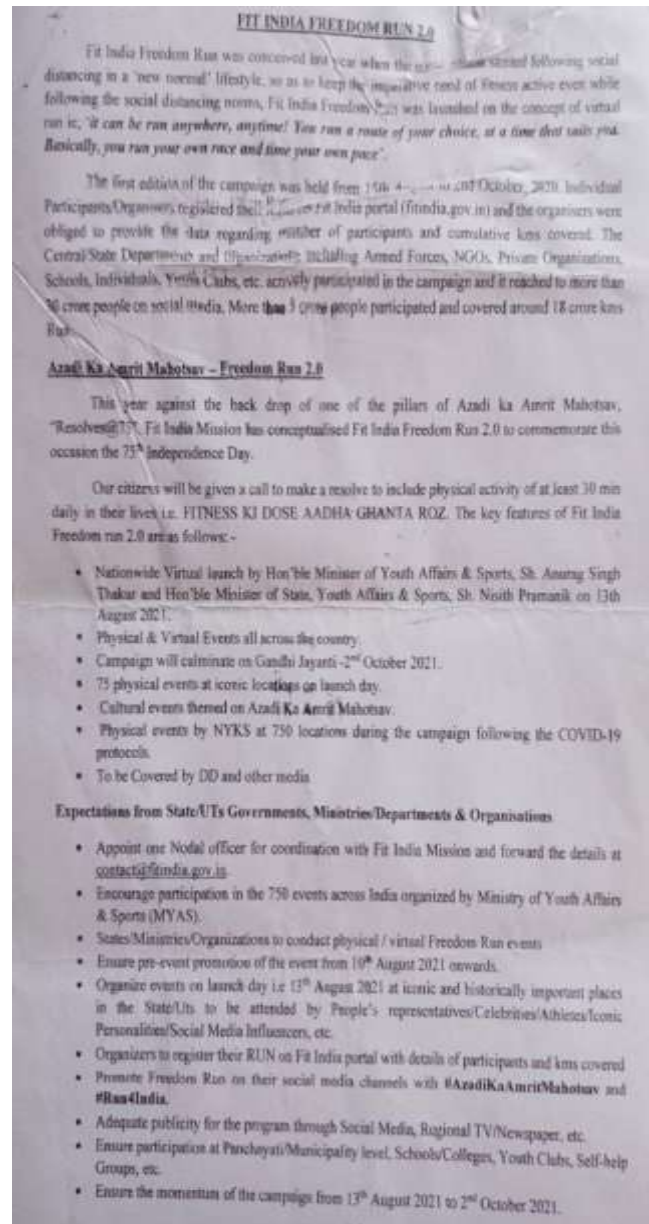 FIT INDIA FREEDOM RUN 2.0
Fit India Freedom Run was conceived last year when the following social
distancing in a 'new normal' lifestyle, so as to keep the imperative need of fitness active even while
following the social distancing norms, Fit India Freedom Run was launched on the concept of virtual
run ie, "it can be run anywhere, anytime! You run a route of your choice, at a time that suits you.
Basically, you run your own race and time your own pace".
The first edition of the campaign was held from 15th to 2nd October, 2020. Individual
Participants/Organisers registered their on Fit India portal (fitindia.gov.in) and the organisers were
obliged to provide the data regarding number of participants and cumulative kms covered. The
Central/State Departments and Organizations including Armed Forces, NGOs, Private Organizations,
Schools, Individuals, Youth Clubs, etc. actively participated in the campaign and it reached to more than
30 crore people on social media. More than 5 crore people participated and covered around 18 crore kms
Run.
Azadi Ka Amrit Mahotsav – Freedom Run 2.0
This year against the back drop of one of the pillars of Azadi ka Amrit Mahotsav,
"Resolves@75", Fit India Mission has conceptualised Fit India Freedom Run 2.0 to commemorate this
occasion the 75th Independence Day.
Our citizens will be given a call to make a resolve to include physical activity of at least 30 min
daily in their lives i.e. FITNESS KI DOSE AADHA GHANTA ROZ. The key features of Fit India
Freedom run 2.0 are as follows:-
• Nationwide Virtual launch by Hon'ble Minister of Youth Affairs & Sports, Sh. Anurag Singh
Thakur and Hon'ble Minister of State, Youth Affairs & Sports, Sh. Nisith Pramanik on 13th
August 2021.
• Physical & Virtual Events all across the country.
• Campaign will culminate on Gandhi Jayanti -2nd October 2021.
• 75 physical events at iconic locations on launch day.
• Cultural events themed on Azadi Ka Amrit Mahotsav.
• Physical events by NYKS at 750 locations during the campaign following the COVID-19
protocols.
• To be Covered by DD and other media
Expectations from State/UTs Governments, Ministries/Departments & Organisations
• Appoint one Nodal officer for coordination with Fit India Mission and forward the details at
contact@fitindia.gov.in
• Encourage participation in the 750 events across India organized by Ministry of Youth Affairs
& Sports (MYAS).
• States/Ministries/Organizations to conduct physical / virtual Freedom Run events
• Ensure pre-event promotion of the event from 10th August 2021 onwards.
• Organize events on launch day i.e 13th August 2021 at iconic and historically important places
in the State/Uts to be attended by People's representatives/Celebrities/Athletes/Iconic
Personalities/Social Media Influencers, etc.
• Organizers to register their RUN on Fit India portal with details of participants and kms covered
• Promote Freedom Run on their social media channels with #AzadiKaAmritMahotsav and
#Run4India.
• Adequate publicity for the program through Social Media, Regional TV/Newspaper, etc.
• Ensure participation at Panchayati/Municipality level, Schools/Colleges, Youth Clubs, Self-help
Groups, etc.
• Ensure the momentum of the campaign from 13th August 2021 to 2nd October 2021.